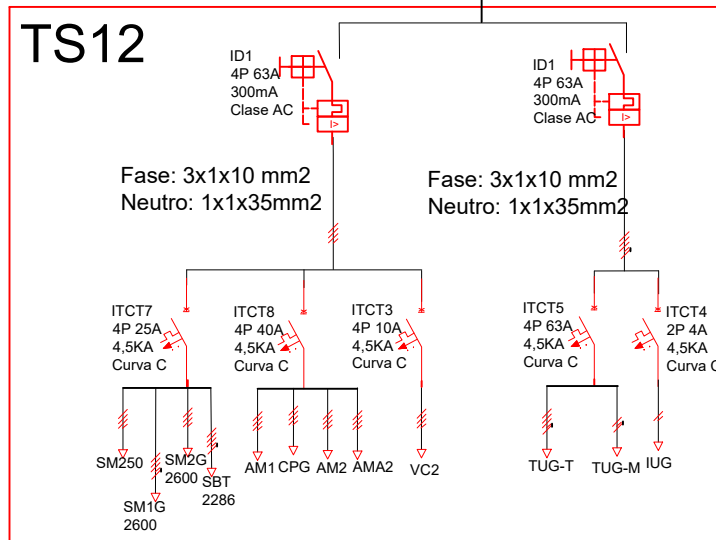 TS12
ID1
4P 63A
300mA
Clase AC
I>
ID1
4P 63A
300mA
Clase AC
I>
Fase: 3x1x10 mm2
Neutro: 1x1x35mm2
Fase: 3x1x10 mm2
Neutro: 1x1x35mm2
ITCT7
4P 25A
4,5KA
Curva C
ITCT8
4P 40A
4,5KA
Curva C
ITCT3
4P 10A
4,5KA
Curva C
ITCT5
4P 63A
4,5KA
Curva C
ITCT4
2P 4A
4,5KA
Curva C
SM250
SM1G
2600
SM2G
2600
SBT
2286
AM1
CPG
AM2
AMA2
VC2
TUG-T
TUG-M
IUG